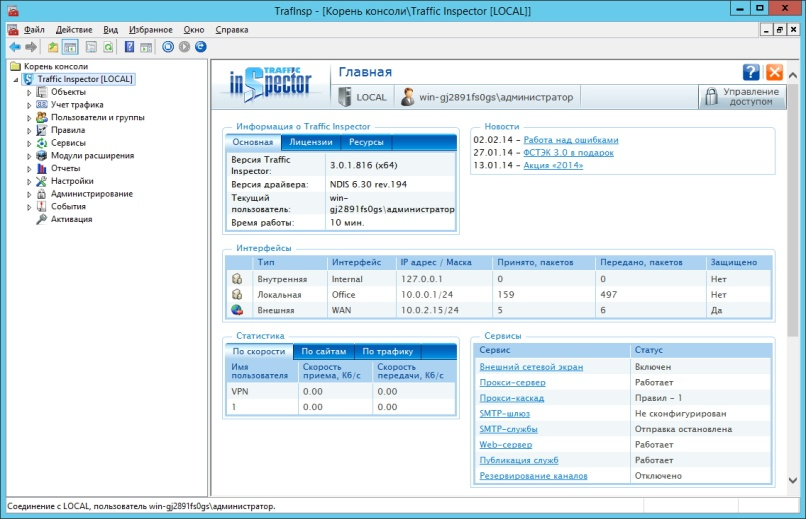 TrafInsp - [Корень консоли\Traffic Inspector [LOCAL]]
Файл Действие Вид Избранное Окно Справка
Корень консоли
Traffic Inspector [LOCAL]
Объекты
Учет трафика
Пользователи и группы
Правила
Сервисы
Модули расширения
Отчеты
Настройки
Администрирование
События
Активация
TRAFFIC
inSpector
Главная
LOCAL win-gj2891fs0gs\администратор
Управление доступом
Информация о Traffic Inspector
Основная Лицензии Ресурсы
Версия Traffic Inspector: 3.0.1.816 (x64)
Версия драйвера: NDIS 6.30 rev.194
Текущий пользователь: win-gj2891fs0gs\администратор
Время работы: 10 мин.
Новости
02.02.14 - Работа над ошибками
27.01.14 - ФСТЭК 3.0 в подарок
13.01.14 - Акция «2014»
Интерфейсы
Тип Интерфейс IP адрес / Маска Принято, пакетов Передано, пакетов Защищено
Внутренняя Internal 127.0.0.1 0 0 Нет
Локальная Office 10.0.0.1/24 159 497 Нет
Внешняя WAN 10.0.2.15/24 5 6 Да
Статистика
По скорости По сайтам По трафику
Имя пользователя Скорость приема, Кб/с Скорость передачи, Кб/с
VPN 0.00 0.00
1 0.00 0.00
Сервисы
Сервис Статус
Внешний сетевой экран Включен
Прокси-сервер Работает
Прокси-каскад Правил - 1
SMTP-шлюз Не сконфигурирован
SMTP-службы Отправка остановлена
Web-сервер Работает
Публикация служб Работает
Резервирование каналов Отключено
Соединение с LOCAL, пользователь win-gj2891fs0gs\администратор.